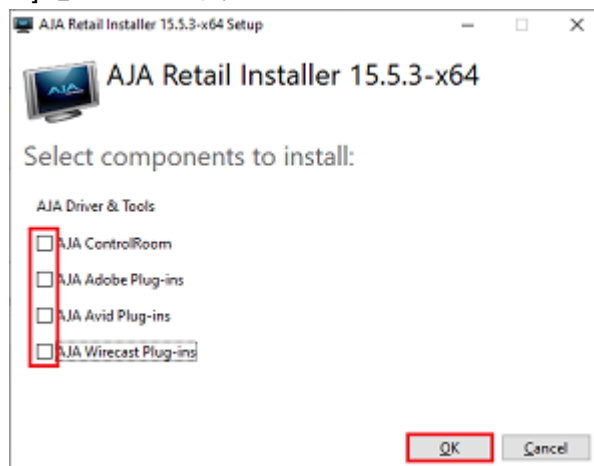 AJA Retail Installer 15.5.3-x64 Setup
AJA
AJA Retail Installer 15.5.3-x64
Select components to install:
AJA Driver & Tools
AJA ControlRoom
AJA Adobe Plug-ins
AJA Avid Plug-ins
AJA Wirecast Plug-ins
OK
Cancel